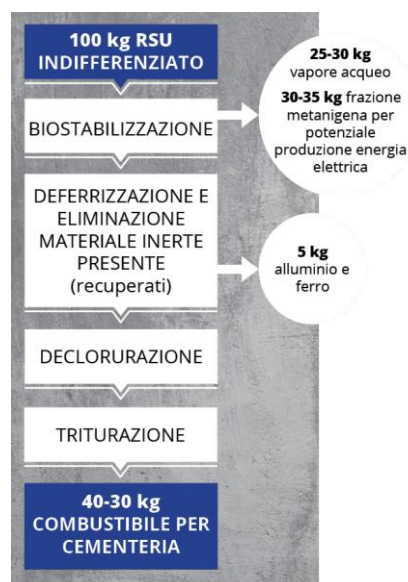 100 kg RSU
INDIFFERENZIATO
25-30 kg
vapore acqueo
30-35 kg frazione
metanigena per
potenziale
produzione energia
elettrica
BIOSTABILIZZAZIONE
DEFERRIZZAZIONE E
ELIMINAZIONE
MATERIALE INERTE
PRESENTE
(recuperati)
5 kg
alluminio e
ferro
DECLORURAZIONE
TRITURAZIONE
40-30 kg
COMBUSTIBILE PER
CEMENTERIA